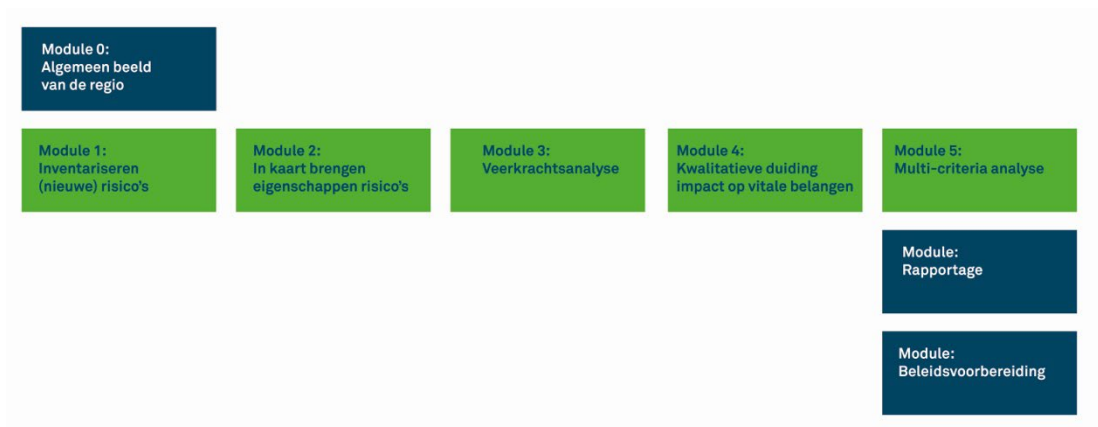 Module 0:
Algemeen beeld
van de regio
Module 1:
Inventariseren
(nieuwe) risico's
Module 2:
In kaart brengen
eigenschappen risico's
Module 3:
Veerkrachtsanalyse
Module 4:
Kwalitatieve duiding
impact op vitale belangen
Module 5:
Multi-criteria analyse
Module:
Rapportage
Module:
Beleidsvoorbereiding